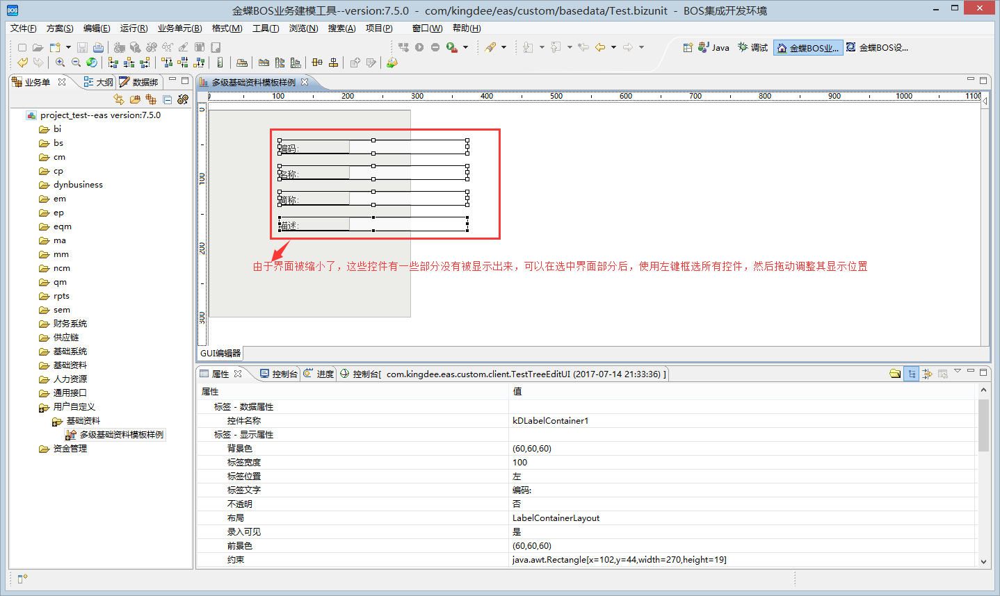 BOS 金蝶BOS业务建模工具--version:7.5.0 - com/kingdee/eas/custom/basedata/Test.bizunit - BOS集成开发环境
文件(F) 方案(S) 编辑(E) 运行(R) 业务单元(B) 格式(M) 工具(T) 浏览(N) 搜索(A) 项目(P) 窗口(W) 帮助(H)
Java 调试 金蝶BOS业... 金蝶BOS设...
业务单 大纲 数据绑
project_test--eas version:7.5.0
bi
bs
cm
cp
dynbusiness
em
ep
eqm
ma
mm
ncm
qm
rpts
sem
财务系统
供应链
基础系统
基础资料
人力资源
通用接口
用户自定义
基础资料
多级基础资料模板样例
资金管理
多级基础资料模板样例
0 100 200 300 400 500 600 700 800 900 1000 1100
0
100
200
300
编码:
名称:
简称:
描述:
由于界面被缩小了，这些控件有一些部分没有被显示出来，可以在选中界面部分后，使用左键框选所有控件，然后拖动调整其显示位置
GUI编辑器
属性 控制台 进度 控制台[ com.kingdee.eas.custom.client.TestTreeEditUI (2017-07-14 21:33:36) ]
属性 值
标签 - 数据属性
控件名称 kDLabelContainer1
标签 - 显示属性
背景色 (60,60,60)
标签宽度 100
标签位置 左
标签文字 编码:
不透明 否
布局 LabelContainerLayout
录入可见 是
前景色 (60,60,60)
约束 java.awt.Rectangle[x=102,y=44,width=270,height=19]